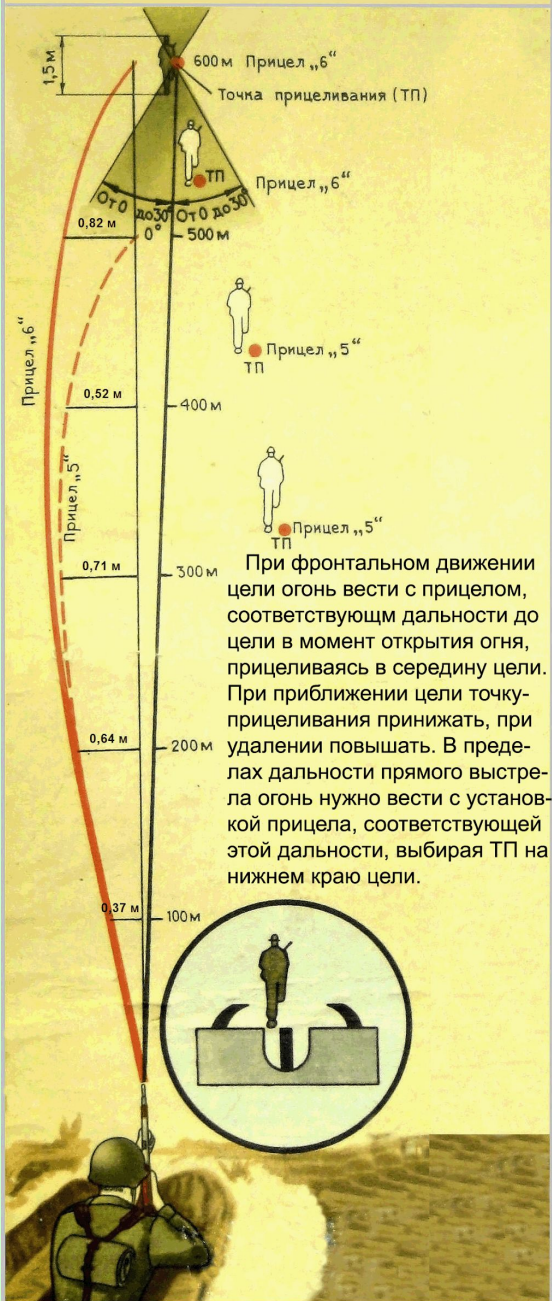 1,5 м
600 м Прицел „6“
Точка прицеливания (ТП)
ТП
Прицел „6“
От 0 до 30°
От 0 до 30°
0,82 м
0°
500 м
Прицел „6“
Прицел „5“
ТП
0,52 м
400 м
Прицел „5“
Прицел „5“
ТП
0,71 м
300 м
При фронтальном движении
цели огонь вести с прицелом,
соответствующм дальности до
цели в момент открытия огня,
прицеливаясь в середину цели.
При приближении цели точку-
прицеливания принижать, при
удалении повышать. В преде-
лах дальности прямого выстре-
ла огонь нужно вести с установ-
кой прицела, соответствующей
этой дальности, выбирая ТП на
нижнем краю цели.
0,64 м
200 м
0,37 м
100 м